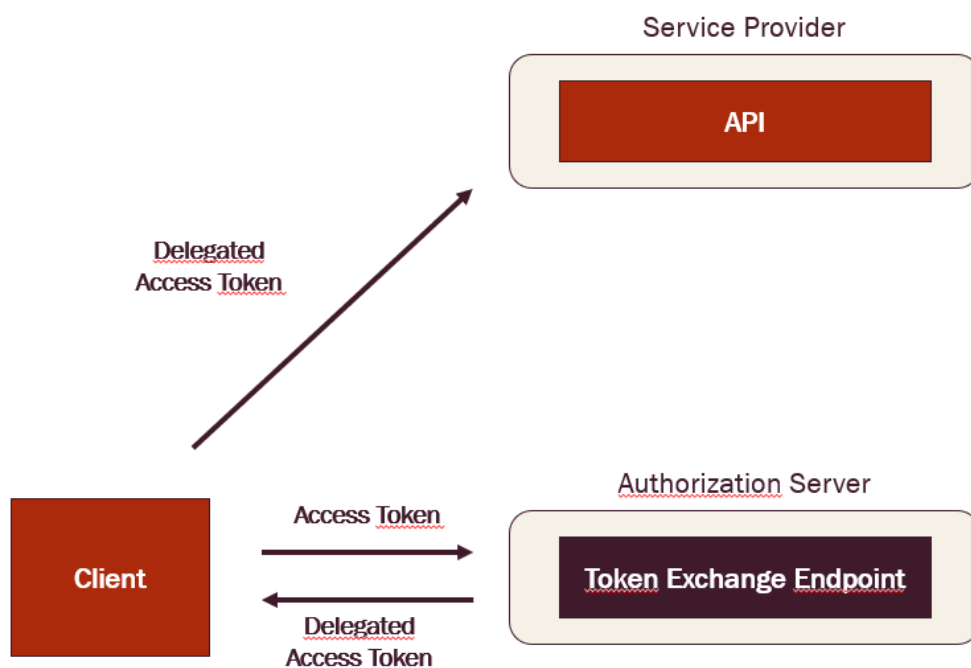 Service Provider
API
Delegated
Access Token
Authorization Server
Access Token
Client
Token Exchange Endpoint
Delegated
Access Token